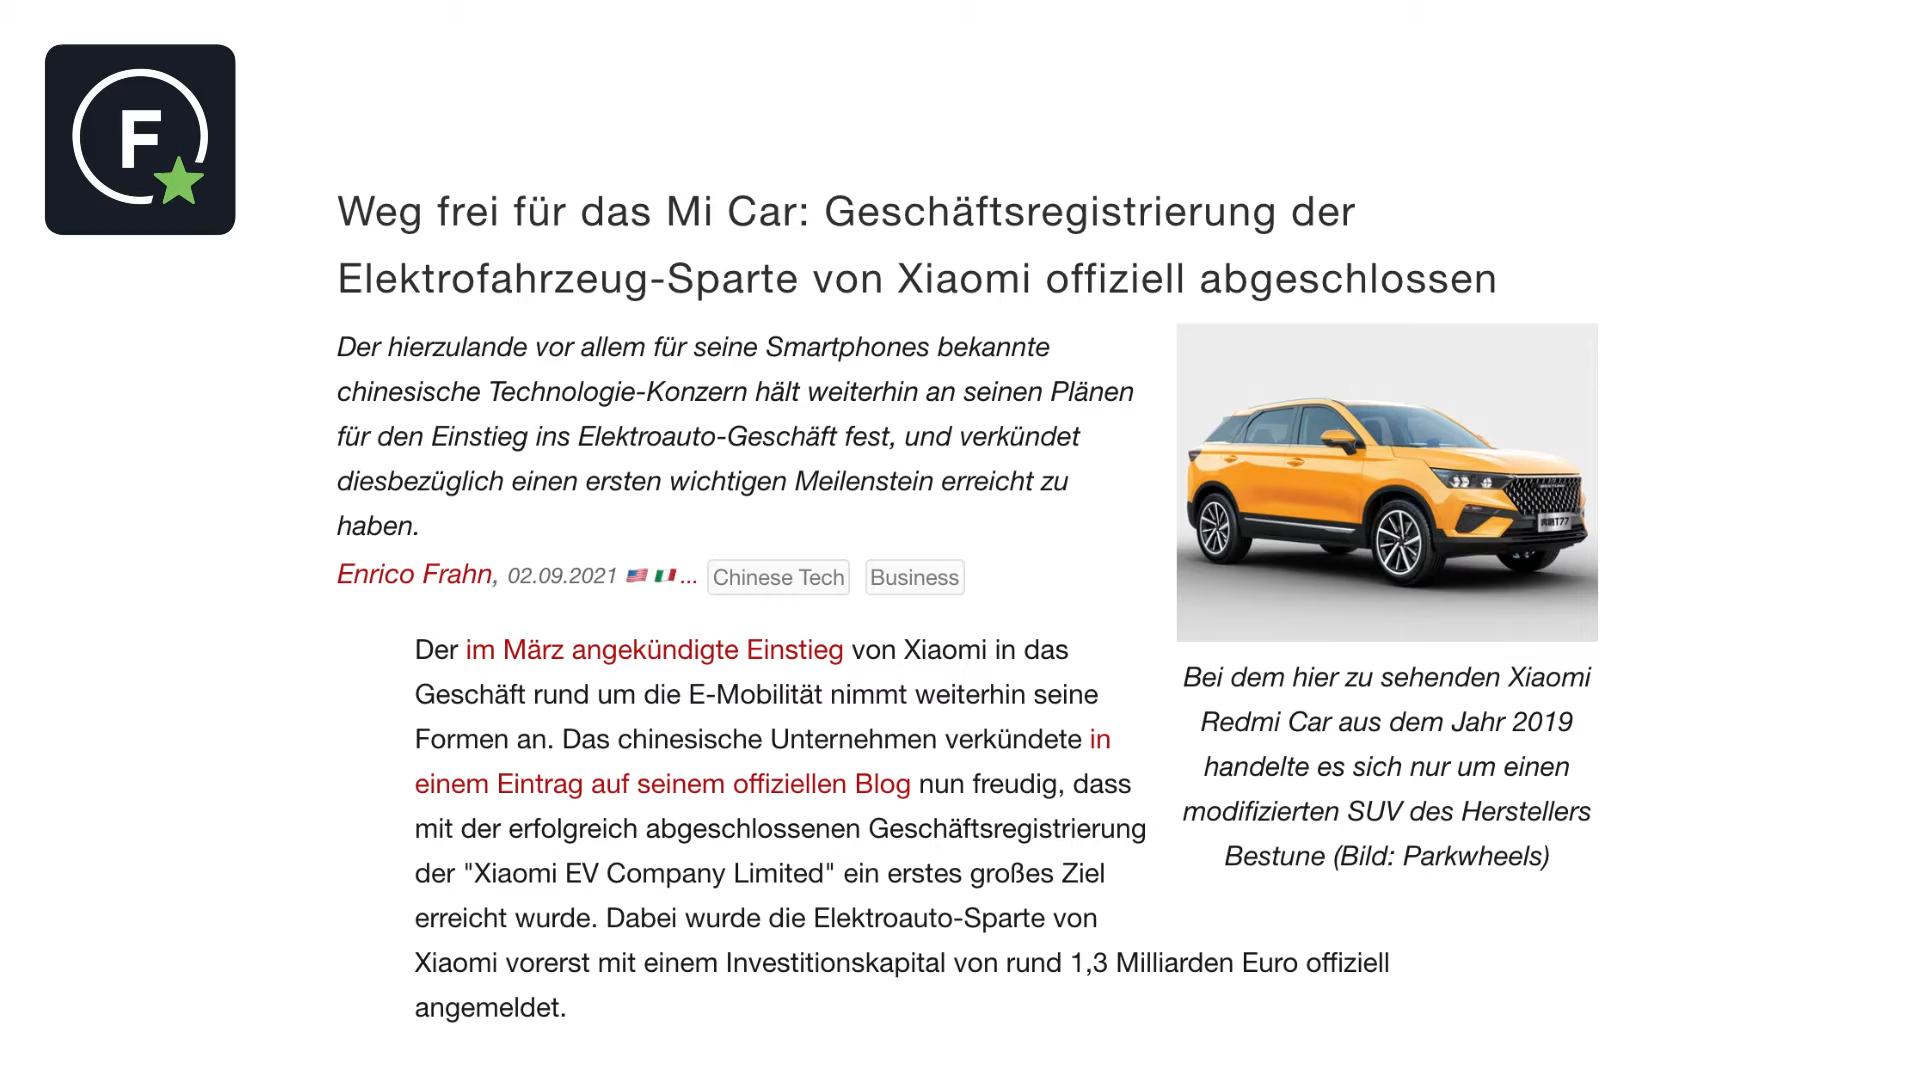 F
Weg frei für das Mi Car: Geschäftsregistrierung der
Elektrofahrzeug-Sparte von Xiaomi offiziell abgeschlossen
Der hierzulande vor allem für seine Smartphones bekannte
chinesische Technologie-Konzern hält weiterhin an seinen Plänen
für den Einstieg ins Elektroauto-Geschäft fest, und verkündet
diesbezüglich einen ersten wichtigen Meilenstein erreicht zu
haben.
Enrico Frahn, 02.09.2021 ... Chinese Tech Business
Der im März angekündigte Einstieg von Xiaomi in das
Geschäft rund um die E-Mobilität nimmt weiterhin seine
Formen an. Das chinesische Unternehmen verkündete in
einem Eintrag auf seinem offiziellen Blog nun freudig, dass
mit der erfolgreich abgeschlossenen Geschäftsregistrierung
der "Xiaomi EV Company Limited" ein erstes großes Ziel
erreicht wurde. Dabei wurde die Elektroauto-Sparte von
Xiaomi vorerst mit einem Investitionskapital von rund 1,3 Milliarden Euro offiziell
angemeldet.
奔腾T77
Bei dem hier zu sehenden Xiaomi
Redmi Car aus dem Jahr 2019
handelte es sich nur um einen
modifizierten SUV des Herstellers
Bestune (Bild: Parkwheels)